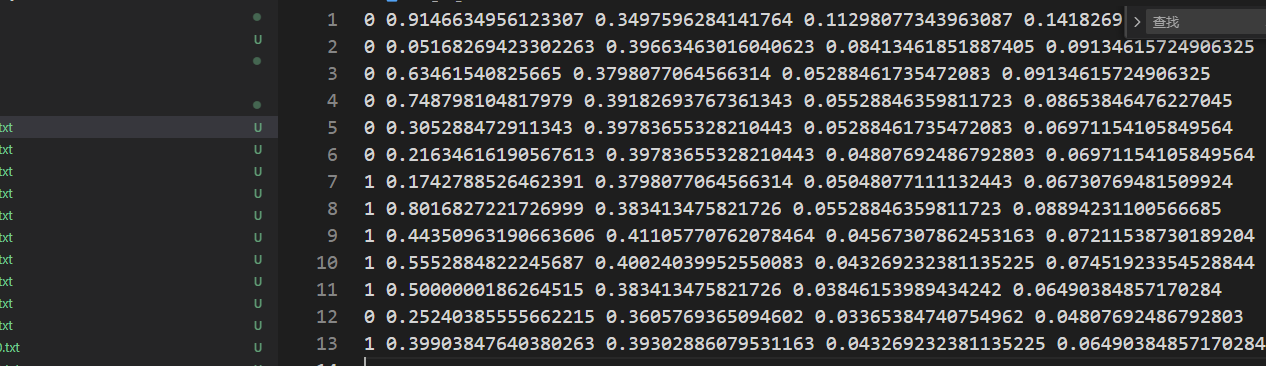 1 0 0.9146634956123307 0.3497596284141764 0.11298077343963087 0.1418269
> 查找
U
2 0 0.05168269423302263 0.39663463016040623 0.08413461851887405 0.09134615724906325
3 0 0.63461540825665 0.3798077064566314 0.05288461735472083 0.09134615724906325
4 0 0.748798104817979 0.39182693767361343 0.05528846359811723 0.08653846476227045
txt U
5 0 0.305288472911343 0.39783655328210443 0.05288461735472083 0.06971154105849564
txt U
6 0 0.21634616190567613 0.39783655328210443 0.04807692486792803 0.06971154105849564
txt U
7 1 0.1742788526462391 0.3798077064566314 0.05048077111132443 0.06730769481509924
txt U
8 1 0.8016827221726999 0.383413475821726 0.05528846359811723 0.08894231100566685
txt U
9 1 0.44350963190663606 0.41105770762078464 0.04567307862453163 0.07211538730189204
txt U
10 1 0.5552884822245687 0.40024039952550083 0.043269232381135225 0.07451923354528844
txt U
11 1 0.5000000186264515 0.383413475821726 0.03846153989434242 0.06490384857170284
txt U
12 0 0.25240385555662215 0.3605769365094602 0.03365384740754962 0.04807692486792803
txt U
13 1 0.39903847640380263 0.39302886079531163 0.043269232381135225 0.06490384857170284
txt U
0.txt U